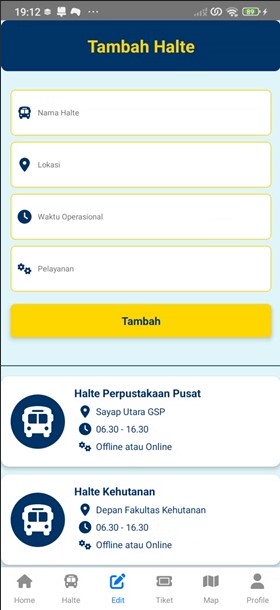 19:12 ... 89
Tambah Halte
Nama Halte
Lokasi
Waktu Operasional
Pelayanan
Tambah
Halte Perpustakaan Pusat
Sayap Utara GSP
06.30 - 16.30
Offline atau Online
Halte Kehutanan
Depan Fakultas Kehutanan
06.30 - 16.30
Offline atau Online
Home Halte Edit Tiket Map Profile